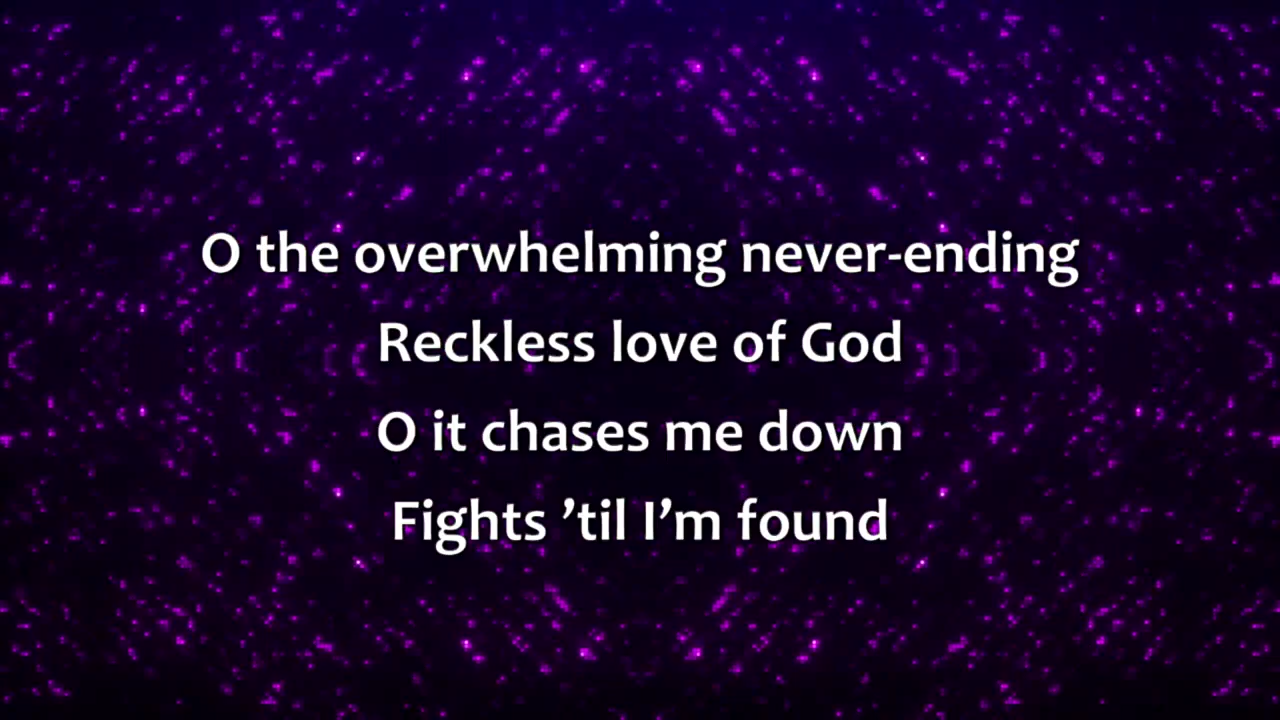 O the overwhelming never-ending
Reckless love of God
O it chases me down
Fights ’til I’m found